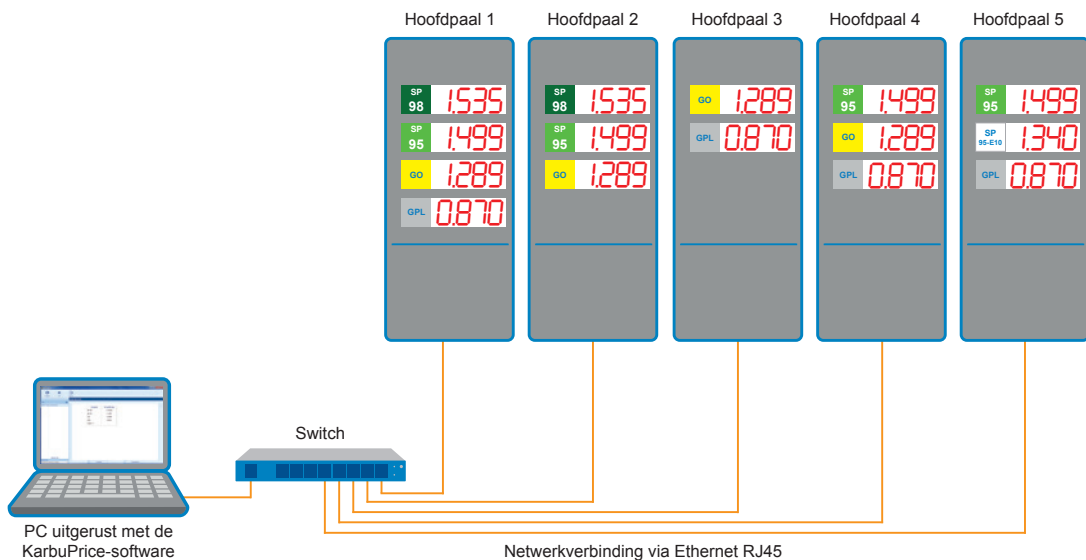 Hoofdpaal 1
Hoofdpaal 2
Hoofdpaal 3
Hoofdpaal 4
Hoofdpaal 5
SP
98
1.535
SP
95
1.499
GO
1.289
GPL
0.870
SP
98
1.535
SP
95
1.499
GO
1.289
GO
1.289
GPL
0.870
SP
95
1.499
GO
1.289
GPL
0.870
SP
95
1.499
SP
95-E10
1.340
GPL
0.870
Switch
PC uitgerust met de
KarbuPrice-software
Netwerkverbinding via Ethernet RJ45